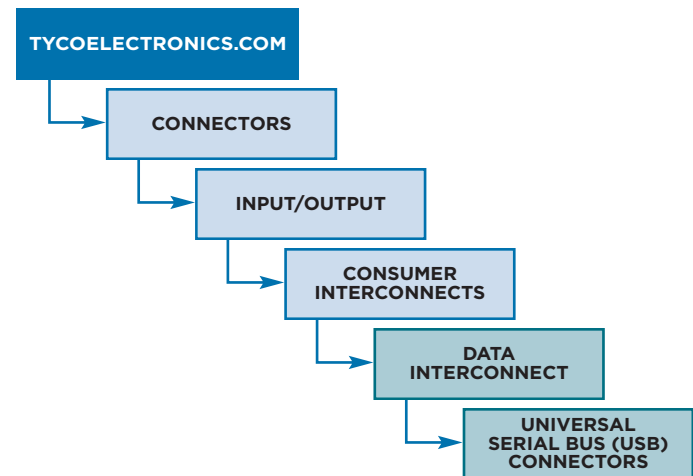 TYCOELECTRONICS.COM
CONNECTORS
INPUT/OUTPUT
CONSUMER
INTERCONNECTS
DATA
INTERCONNECT
UNIVERSAL
SERIAL BUS (USB)
CONNECTORS